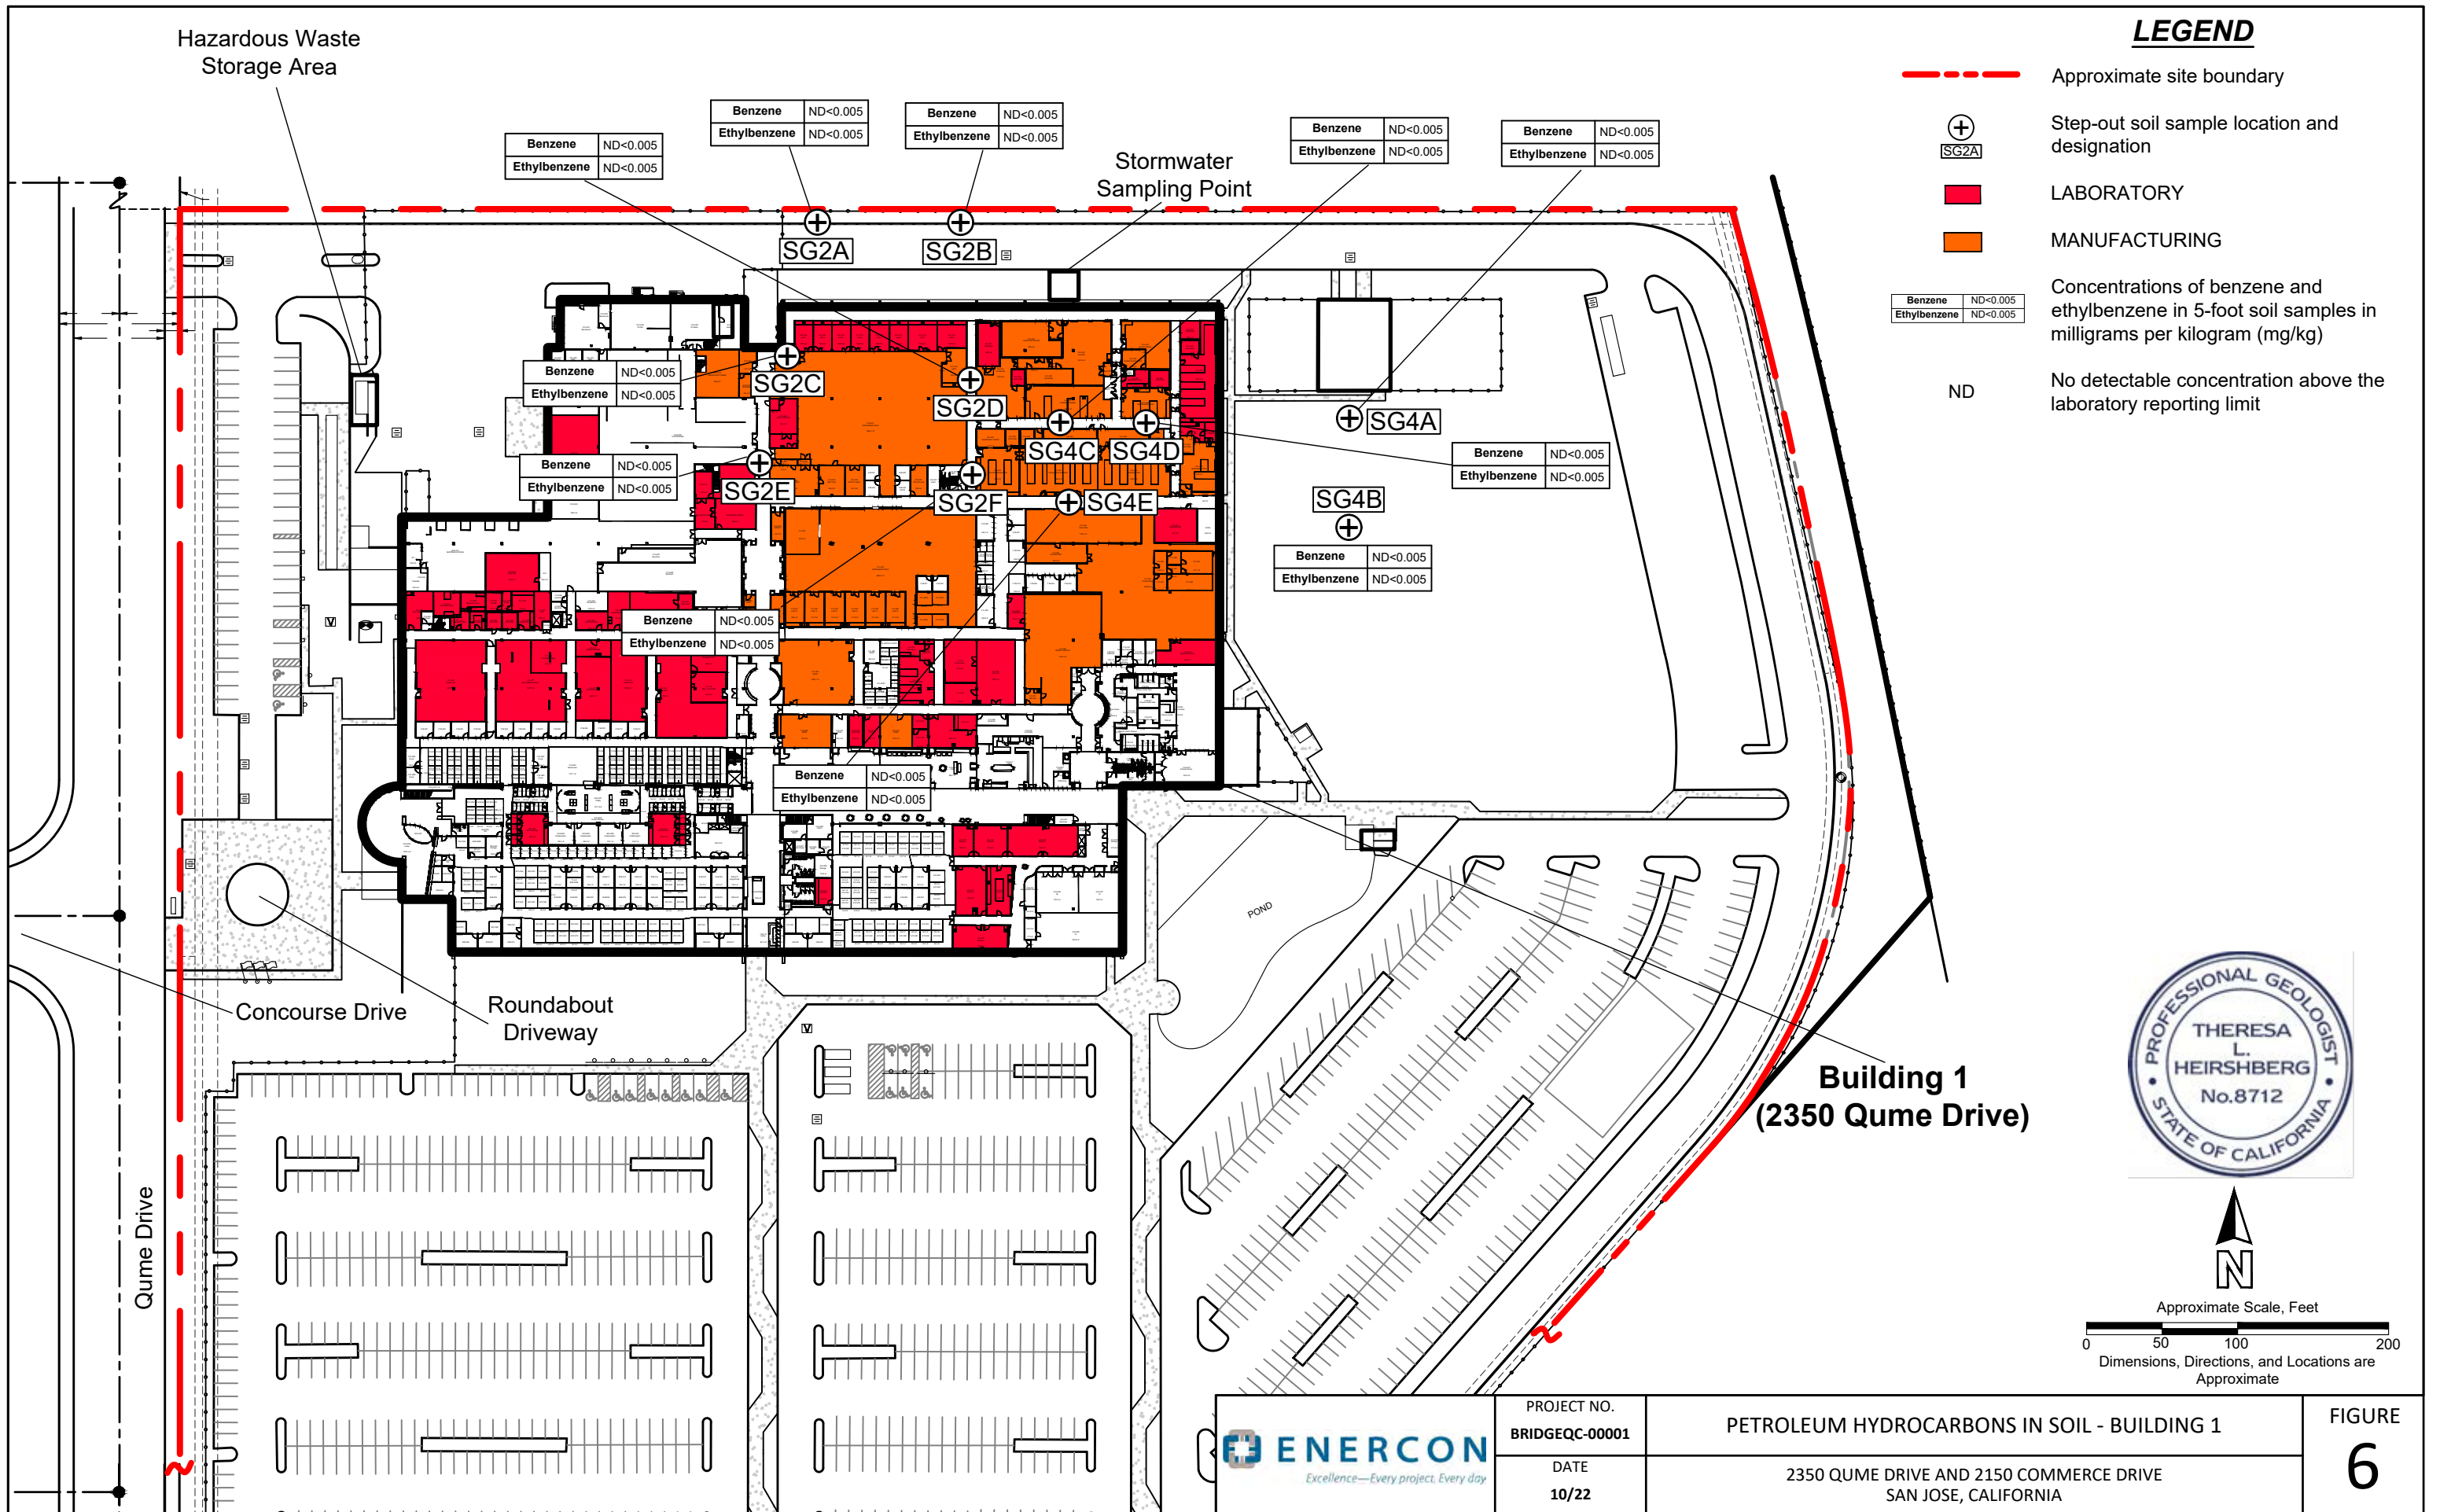 Hazardous Waste
Storage Area
Benzene ND<0.005
Ethylbenzene ND<0.005
Benzene ND<0.005
Ethylbenzene ND<0.005
Benzene ND<0.005
Ethylbenzene ND<0.005
Benzene ND<0.005
Ethylbenzene ND<0.005
Benzene ND<0.005
Ethylbenzene ND<0.005
Stormwater
Sampling Point
SG2A
SG2B
Benzene ND<0.005
Ethylbenzene ND<0.005
SG2C
SG2D
SG4A
SG4C
SG4D
Benzene ND<0.005
Ethylbenzene ND<0.005
Benzene ND<0.005
Ethylbenzene ND<0.005
SG2E
SG2F
SG4E
SG4B
Benzene ND<0.005
Ethylbenzene ND<0.005
Benzene ND<0.005
Ethylbenzene ND<0.005
V
Benzene ND<0.005
Ethylbenzene ND<0.005
POND
Concourse Drive
Roundabout
Driveway
V
Building 1
(2350 Qume Drive)
Qume Drive
LEGEND
Approximate site boundary
SG2A
Step-out soil sample location and
designation
LABORATORY
MANUFACTURING
Benzene ND<0.005
Ethylbenzene ND<0.005
Concentrations of benzene and
ethylbenzene in 5-foot soil samples in
milligrams per kilogram (mg/kg)
ND
No detectable concentration above the
laboratory reporting limit
PROFESSIONAL GEOLOGIST
THERESA
L.
HEIRSHBERG
No.8712
STATE OF CALIFORNIA
N
Approximate Scale, Feet
0 50 100 200
Dimensions, Directions, and Locations are
Approximate
ENERCON
Excellence—Every project. Every day
PROJECT NO.
BRIDGEQC-00001
DATE
10/22
PETROLEUM HYDROCARBONS IN SOIL - BUILDING 1
2350 QUME DRIVE AND 2150 COMMERCE DRIVE
SAN JOSE, CALIFORNIA
FIGURE
6